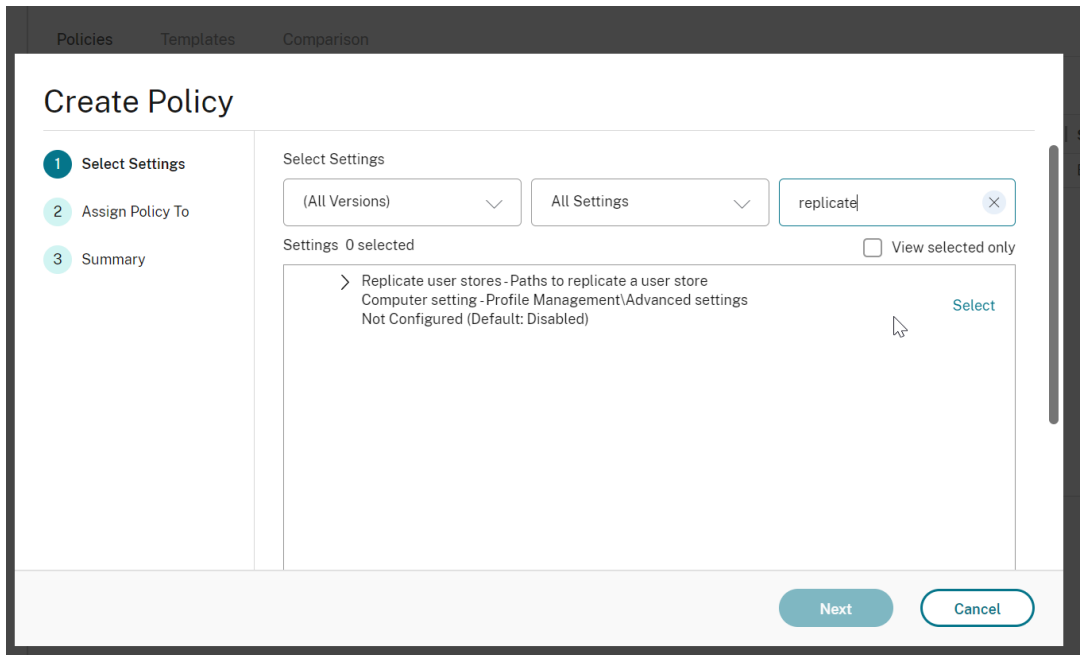 Policies Templates Comparison
Create Policy
1 Select Settings
2 Assign Policy To
3 Summary
Select Settings
(All Versions) All Settings replicate
Settings 0 selected View selected only
Replicate user stores - Paths to replicate a user store
Computer setting - Profile Management\Advanced settings
Not Configured (Default: Disabled)
Select
Next Cancel